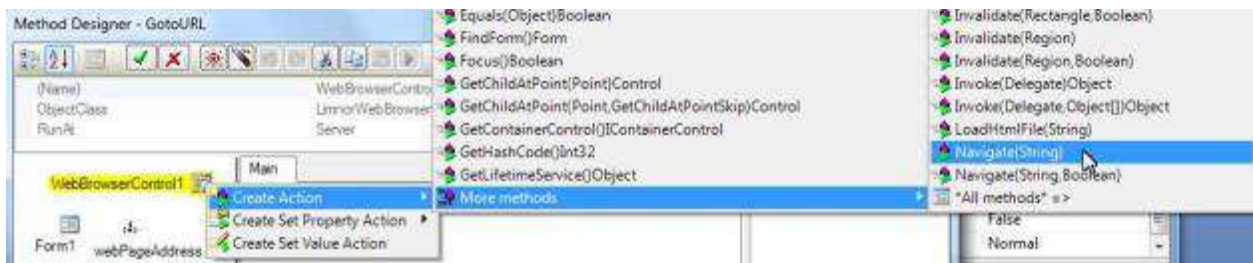 Method Designer - GotoURL
(Name) WebBrowserContro
ObjectClass LimnorWebBrowser
RunAt Server
WebBrowserControl1
Main
Form1
webPageAddress
Create Action
Create Set Property Action
Create Set Value Action
Equals(Object)Boolean
FindForm()Form
Focus()Boolean
GetChildAtPoint(Point)Control
GetChildAtPoint(Point,GetChildAtPointSkip)Control
GetContainerControl()IContainerControl
GetHashCode()Int32
GetLifetimeService()Object
More methods
Invalidate(Rectangle,Boolean)
Invalidate(Region)
Invalidate(Region,Boolean)
Invoke(Delegate)Object
Invoke(Delegate,Object[])Object
LoadHtmlFile(String)
Navigate(String)
Navigate(String,Boolean)
*All methods* =>
False
Normal